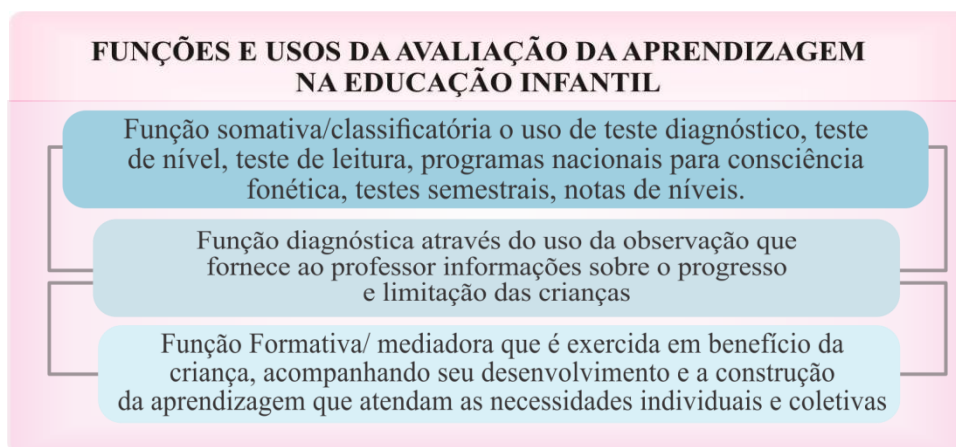 FUNÇÕES E USOS DA AVALIAÇÃO DA APRENDIZAGEM
NA EDUCAÇÃO INFANTIL
Função somativa/classificatória o uso de teste diagnóstico, teste
de nível, teste de leitura, programas nacionais para consciência
fonética, testes semestrais, notas de níveis.
Função diagnóstica através do uso da observação que
fornece ao professor informações sobre o progresso
e limitação das crianças
Função Formativa/ mediadora que é exercida em benefício da
criança, acompanhando seu desenvolvimento e a construção
da aprendizagem que atendam as necessidades individuais e coletivas